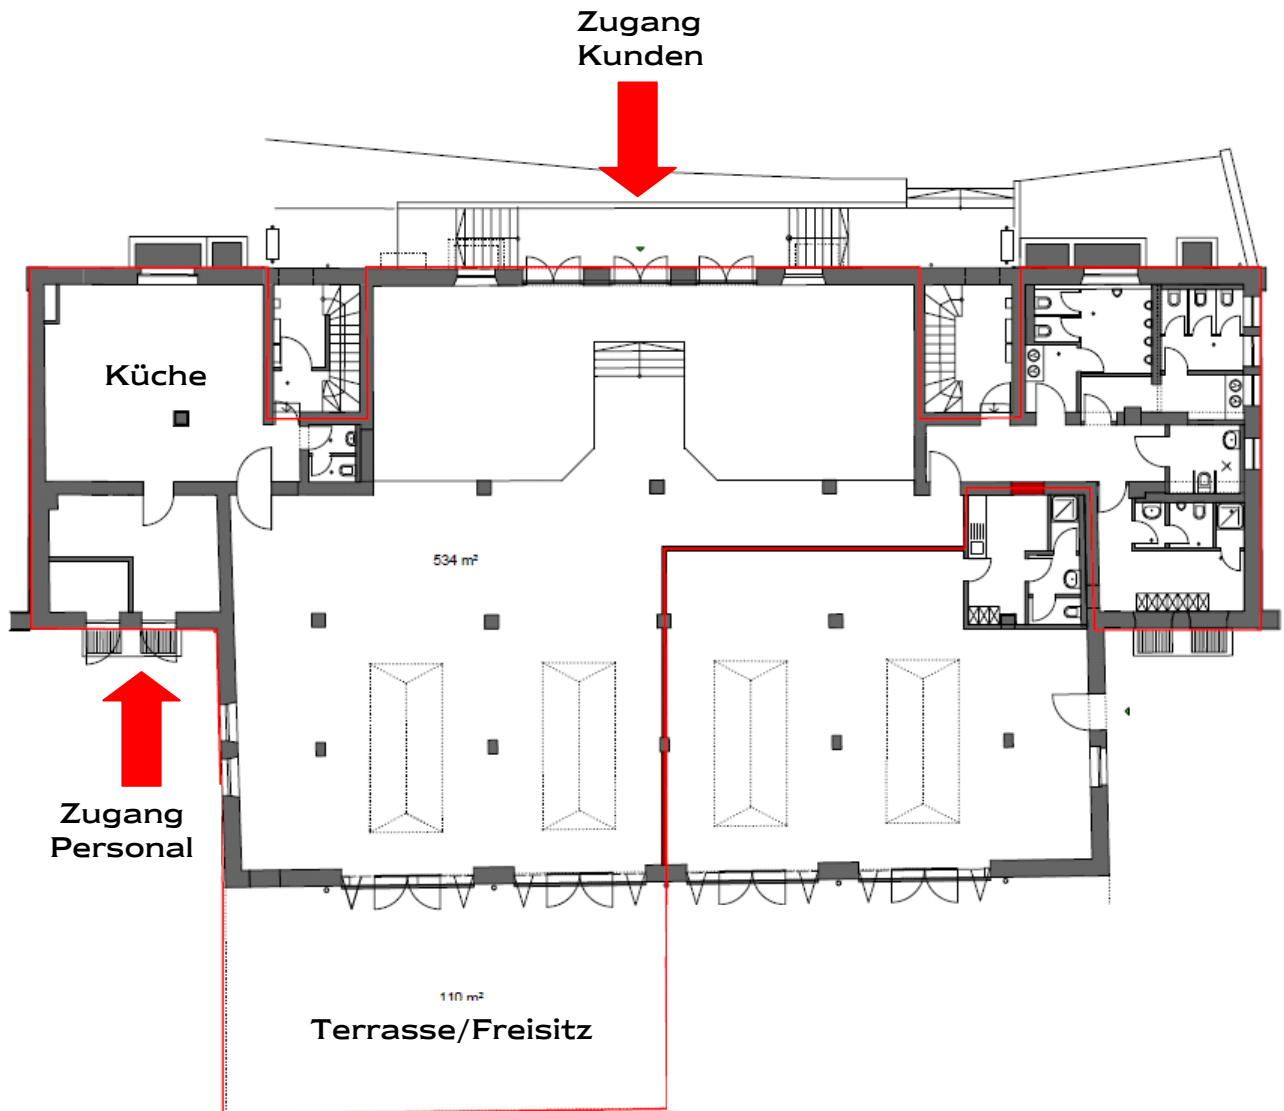 Zugang
Kunden
Küche
534 m²
Zugang
Personal
110 m²
Terrasse/Freisitz